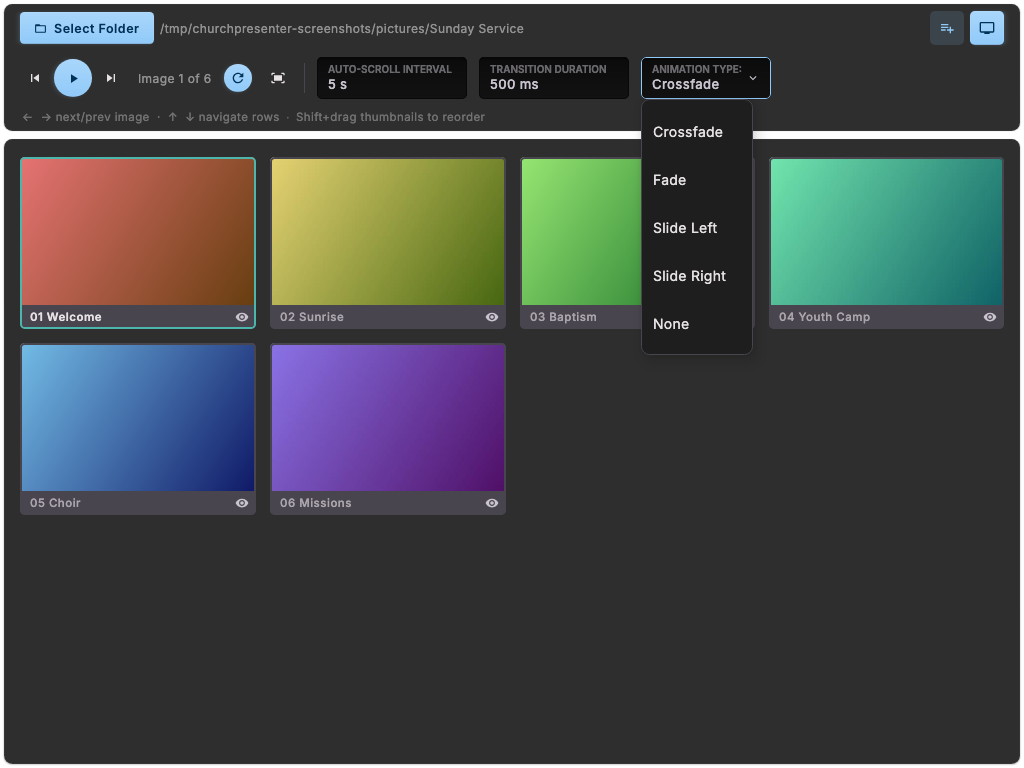 Select Folder
/tmp/churchpresenter-screenshots/pictures/Sunday Service
Image 1 of 6
AUTO-SCROLL INTERVAL
5 s
TRANSITION DURATION
500 ms
ANIMATION TYPE:
Crossfade
← → next/prev image · ↑ ↓ navigate rows · Shift+drag thumbnails to reorder
Crossfade
Fade
Slide Left
Slide Right
None
01 Welcome
02 Sunrise
03 Baptism
04 Youth Camp
05 Choir
06 Missions